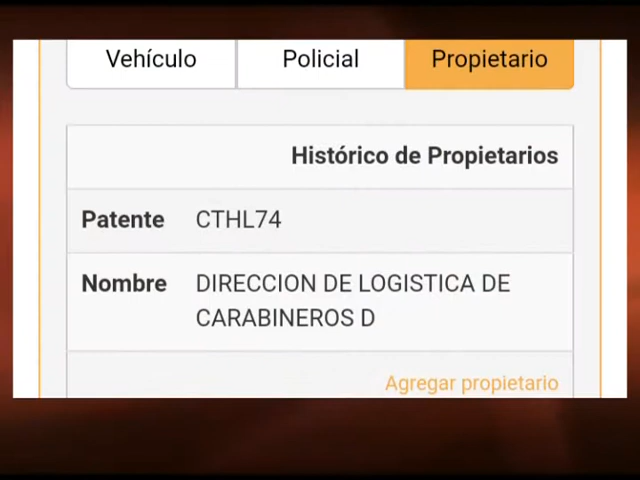 Vehículo
Policial
Propietario
Histórico de Propietarios
Patente CTHL74
Nombre DIRECCION DE LOGISTICA DE
CARABINEROS D
Agregar propietario